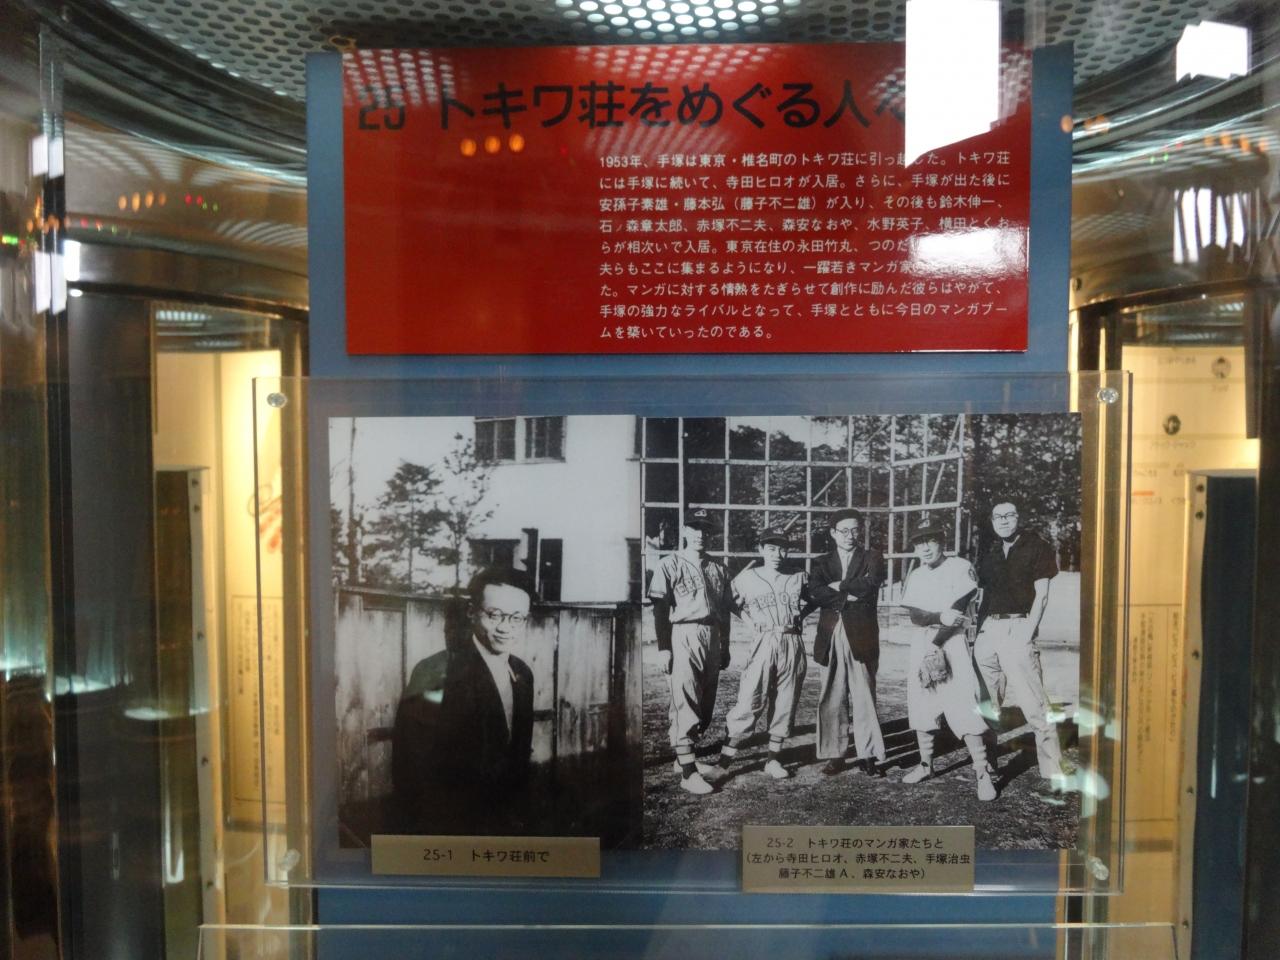 25 トキワ荘をめぐる人々
1953年、手塚は東京・椎名町のトキワ荘に引っ越した。トキワ荘
には手塚に続いて、寺田ヒロオが入居。さらに、手塚が出た後に
安孫子素雄・藤本弘（藤子不二雄）が入り、その後も鈴木伸一、
石ノ森章太郎、赤塚不二夫、森安なおや、水野英子、横田とくお
らが相次いで入居。東京在住の永田竹丸、つのだ
夫らもここに集まるようになり、一躍若きマンガ家
た。マンガに対する情熱をたぎらせて創作に励んだ彼らはやがて、
手塚の強力なライバルとなって、手塚とともに今日のマンガブー
ムを築いていったのである。
25-1 トキワ荘前で
25-2 トキワ荘のマンガ家たちと
（左から寺田ヒロオ、赤塚不二夫、手塚治虫
藤子不二雄A、森安なおや）